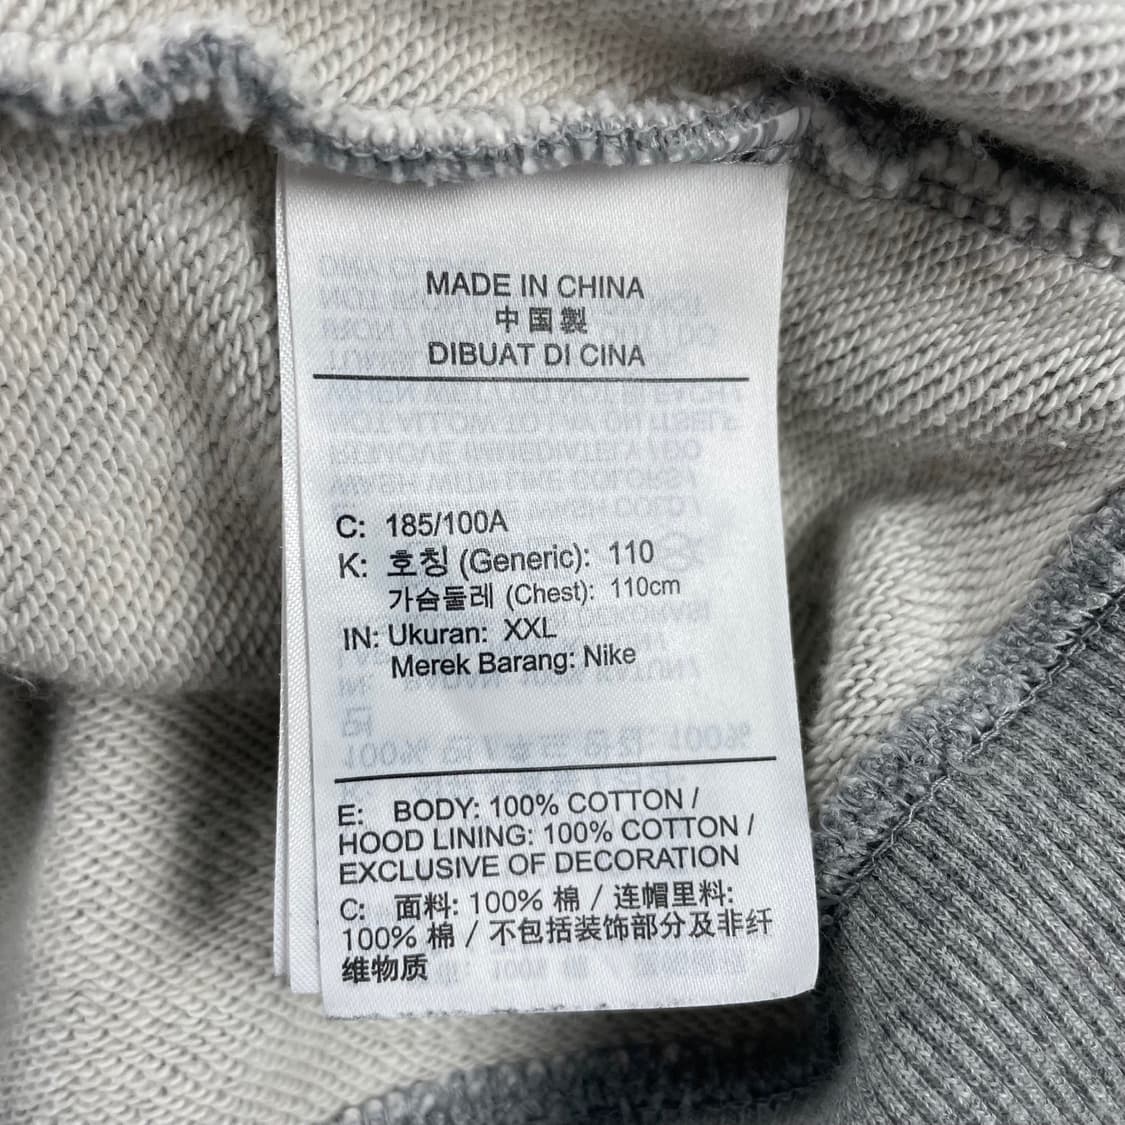 MADE IN CHINA
中国製
DIBUAT DI CINA
C: 185/100A
K: 호칭 (Generic): 110
가슴둘레 (Chest): 110cm
IN: Ukuran: XXL
Merek Barang: Nike
E: BODY: 100% COTTON /
HOOD LINING: 100% COTTON /
EXCLUSIVE OF DECORATION
C: 面料: 100% 棉 / 连帽里料:
100% 棉 / 不包括装饰部分及非纤
维物质